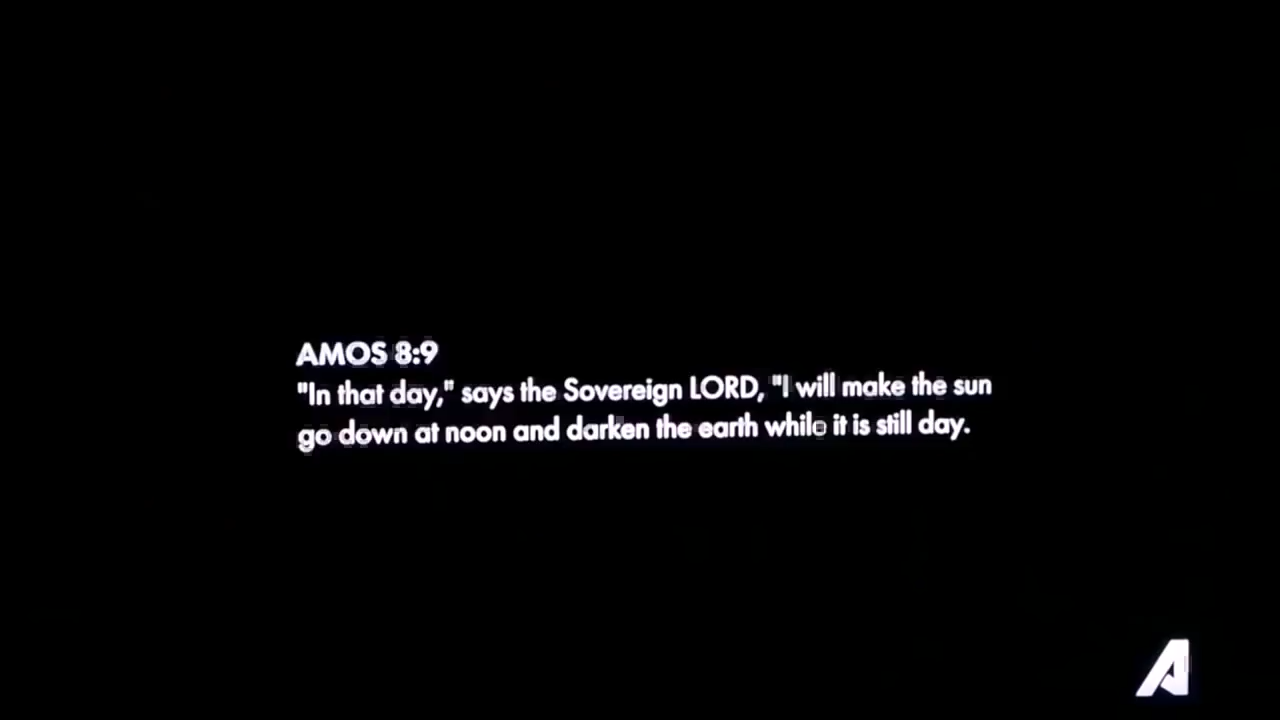 AMOS 8:9
"In that day," says the Sovereign LORD, "I will make the sun
go down at noon and darken the earth while it is still day.
A